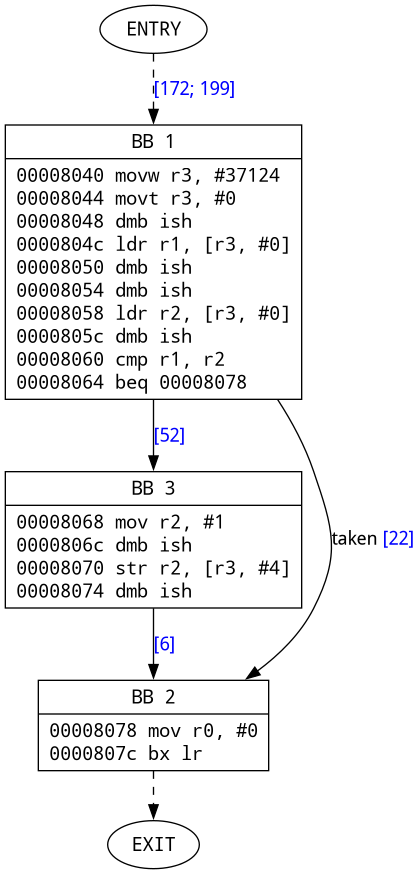 ENTRY
[172; 199]
BB 1
00008040 movw r3, #37124
00008044 movt r3, #0
00008048 dmb ish
0000804c ldr r1, [r3, #0]
00008050 dmb ish
00008054 dmb ish
00008058 ldr r2, [r3, #0]
0000805c dmb ish
00008060 cmp r1, r2
00008064 beq 00008078
[52]
BB 3
00008068 mov r2, #1
0000806c dmb ish
00008070 str r2, [r3, #4]
00008074 dmb ish
taken [22]
[6]
BB 2
00008078 mov r0, #0
0000807c bx lr
EXIT